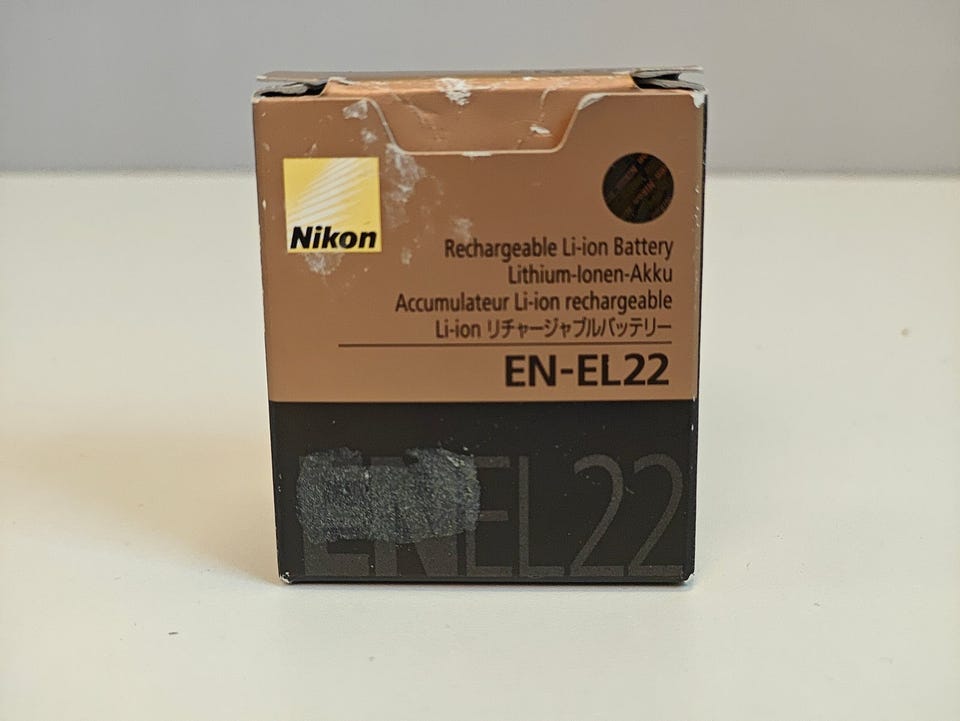 Nikon
Rechargeable Li-ion Battery
Lithium-Ionen-Akku
Accumulateur Li-ion rechargeable
Li-ion リチャージャブルバッテリー
EN-EL22
ENEL22